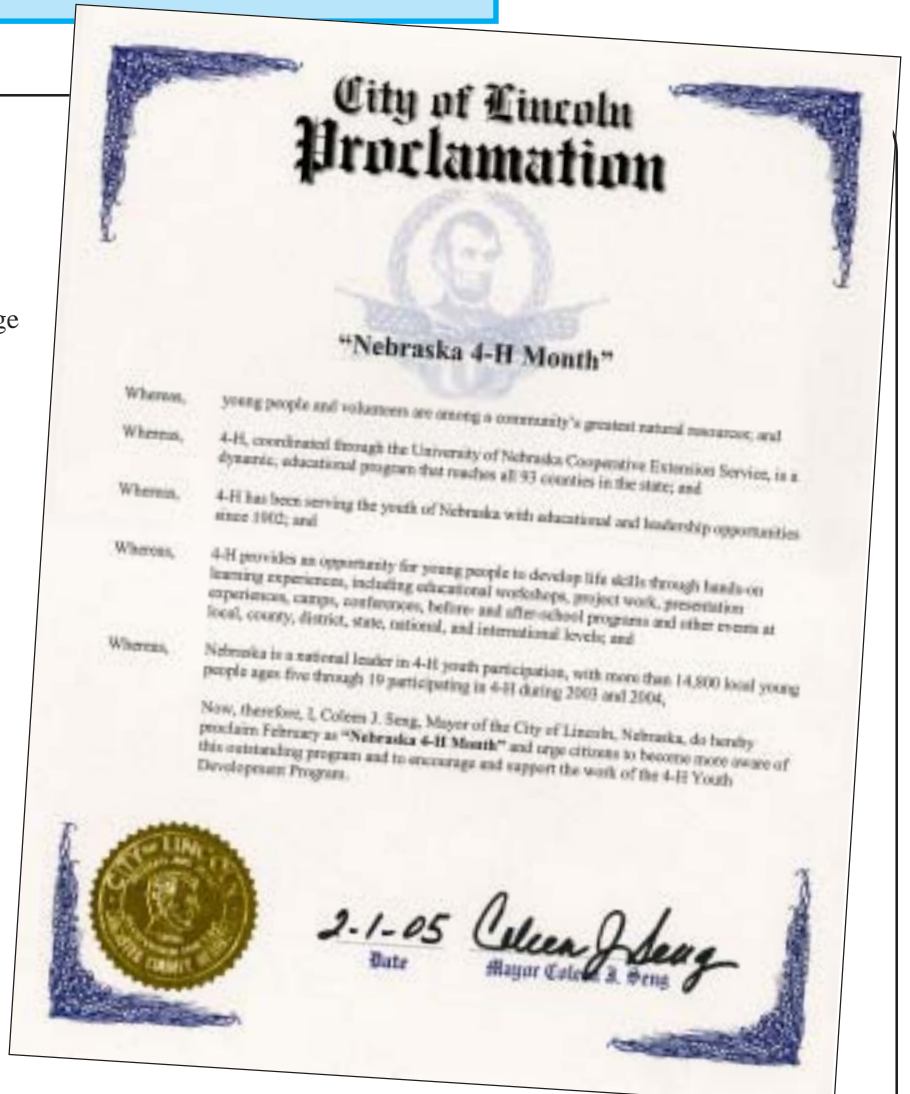 ge
City of Lincoln
Proclamation
“Nebraska 4-H Month”
Whereas, young people and volunteers are among a community’s greatest natural resources; and
Whereas, 4-H, coordinated through the University of Nebraska Cooperative Extension Service, is a
dynamic, educational program that reaches all 93 counties in the state; and
Whereas, 4-H has been serving the youth of Nebraska with educational and leadership opportunities
since 1902; and
Whereas, 4-H provides an opportunity for young people to develop life skills through hands-on
learning experiences, including educational workshops, project work, presentation
experiences, camps, conferences, before- and after-school programs and other events at
local, county, district, state, national, and international levels; and
Whereas, Nebraska is a national leader in 4-H youth participation, with more than 14,800 local young
people ages five through 19 participating in 4-H during 2003 and 2004,
Now, therefore, I, Coleen J. Seng, Mayor of the City of Lincoln, Nebraska, do hereby
proclaim February as “Nebraska 4-H Month” and urge citizens to become more aware of
this outstanding program and to encourage and support the work of the 4-H Youth
Development Program.
CITY OF LINCOLN
2-1-05 Coleen J. Seng
Date Mayor Coleen J. Seng